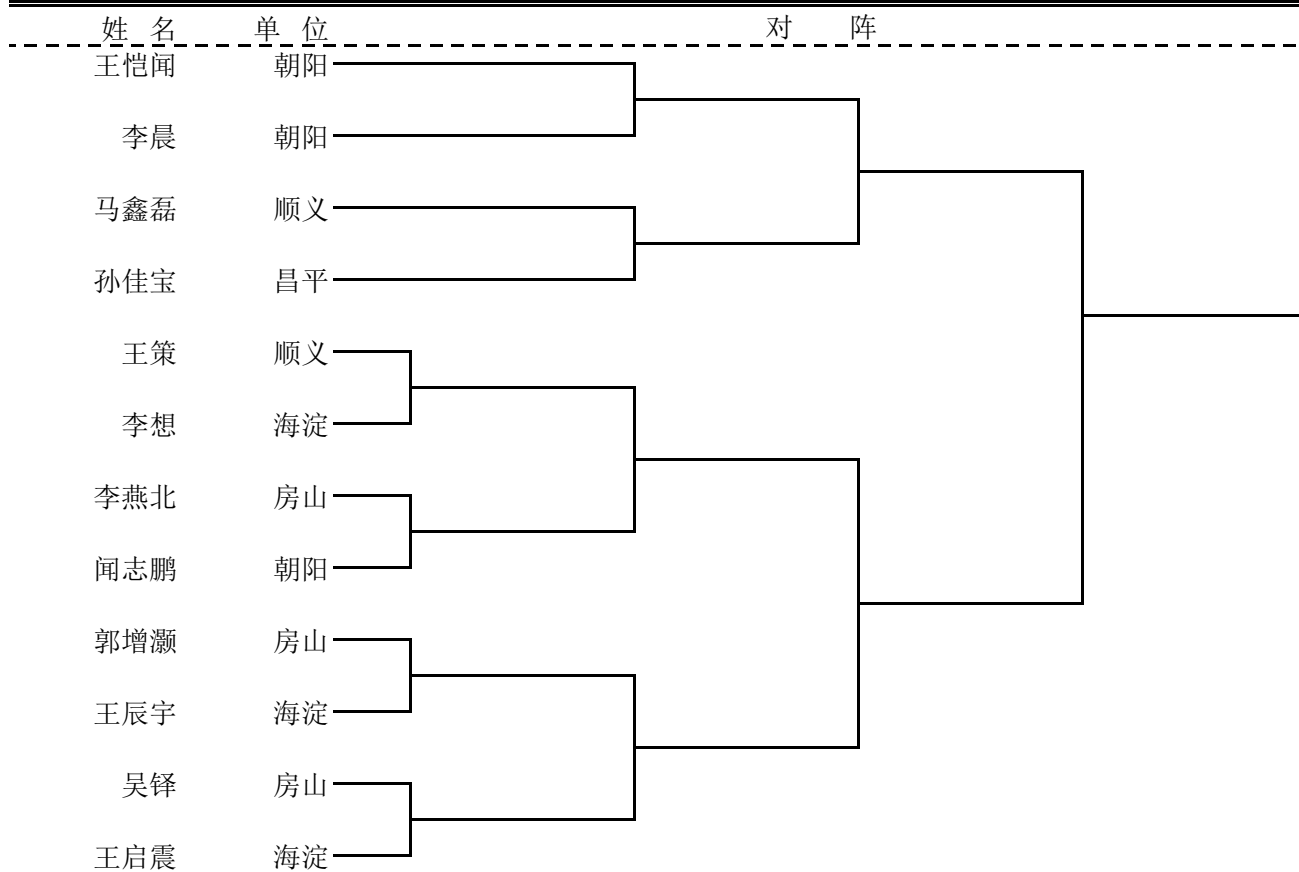 姓 名 单 位 对 阵
王恺闻 朝阳
李晨 朝阳
马鑫磊 顺义
孙佳宝 昌平
王策 顺义
李想 海淀
李燕北 房山
闻志鹏 朝阳
郭增灏 房山
王辰宇 海淀
吴铎 房山
王启震 海淀